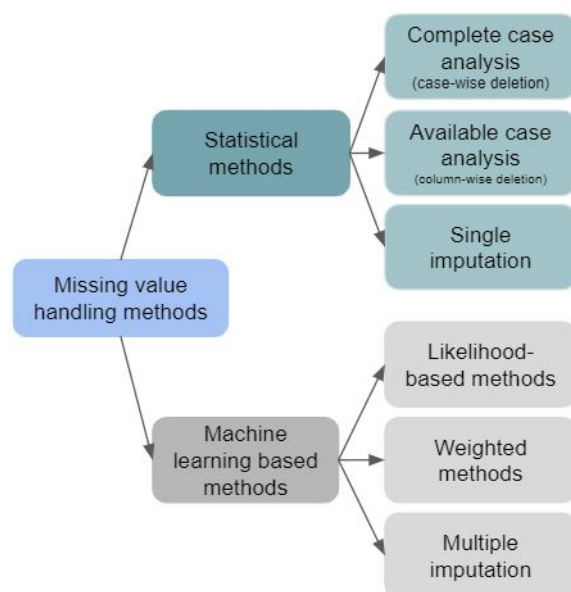 Complete case
analysis
(case-wise deletion)
Statistical
methods
Available case
analysis
(column-wise deletion)
Single
imputation
Missing value
handling methods
Likelihood-
based methods
Machine
learning based
methods
Weighted
methods
Multiple
imputation